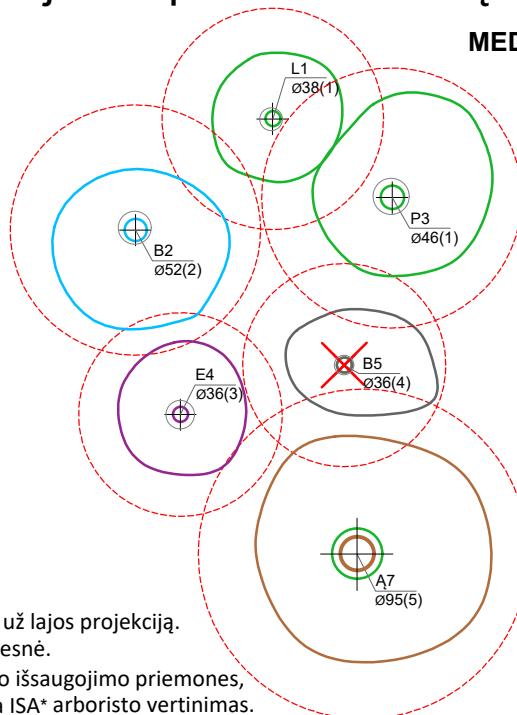 MED
L1
Ø38(1)
P3
Ø46(1)
B2
Ø52(2)
B5
Ø36(4)
E4
Ø36(3)
Ą7
Ø95(5)
už lajos projekciją.
esnė.
o išsaugojimo priemones,
ISA* arboristo vertinimas.